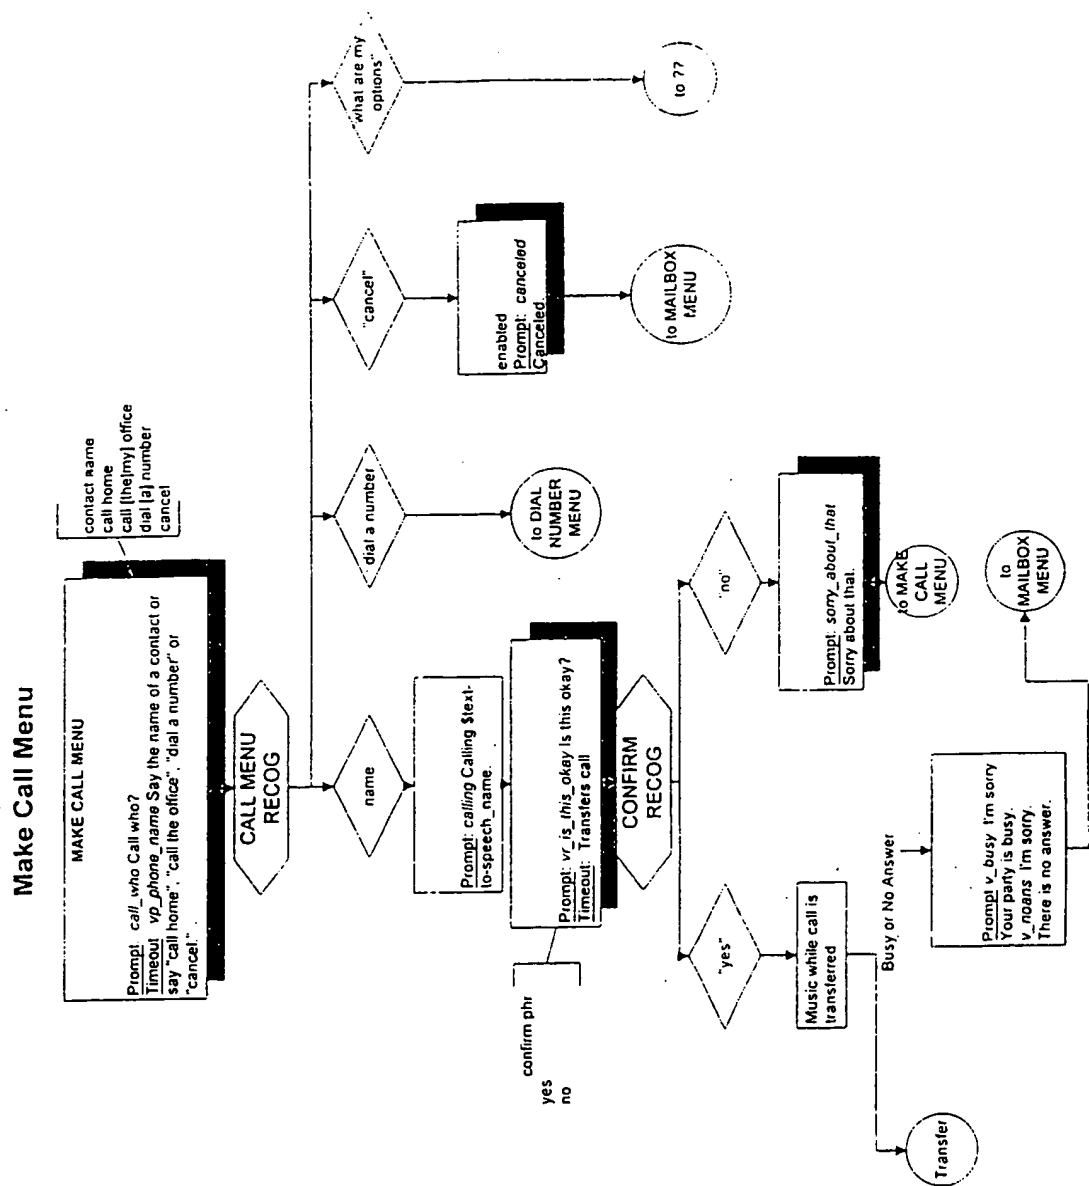 Make Call Menu
MAKE CALL MENU
Prompt: call_who Call who?
Timeout vp_phone_name Say the name of a contact or
say "call home", "call the office", "dial a number" or
"cancel."
contact name
call home
call [the|my] office
dial [a] number
cancel
CALL MENU
RECOG
name
dial a number
"cancel"
"what are my
options"
Prompt: calling Calling $text-
to-speech_name.
to DIAL
NUMBER
MENU
enabled
Prompt: canceled
Canceled.
to ??
to MAILBOX
MENU
Prompt: vr_is_this_okay Is this okay?
Timeout: Transfers call
confirm phr
yes
no
CONFIRM
RECOG
"yes"
"no"
Music while call is
transferred
Prompt: sorry_about_that
Sorry about that.
to MAKE
CALL
MENU
Busy or No Answer
Prompt v_busy I'm sorry
Your party is busy.
v_noans I'm sorry.
There is no answer.
to
MAILBOX
MENU
Transfer